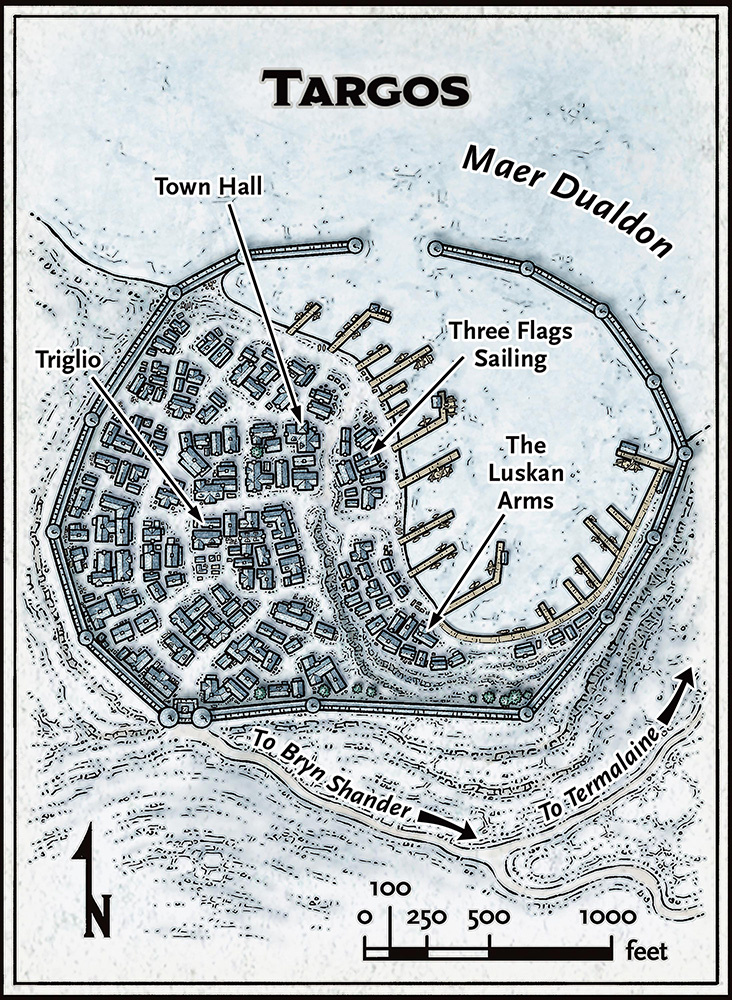 TARGOS
Maer Dualdon
Town Hall
Three Flags
Sailing
Triglio
The
Luskan
Arms
To Bryn Shander
To Termalaine
N
100
0 250 500 1000
feet